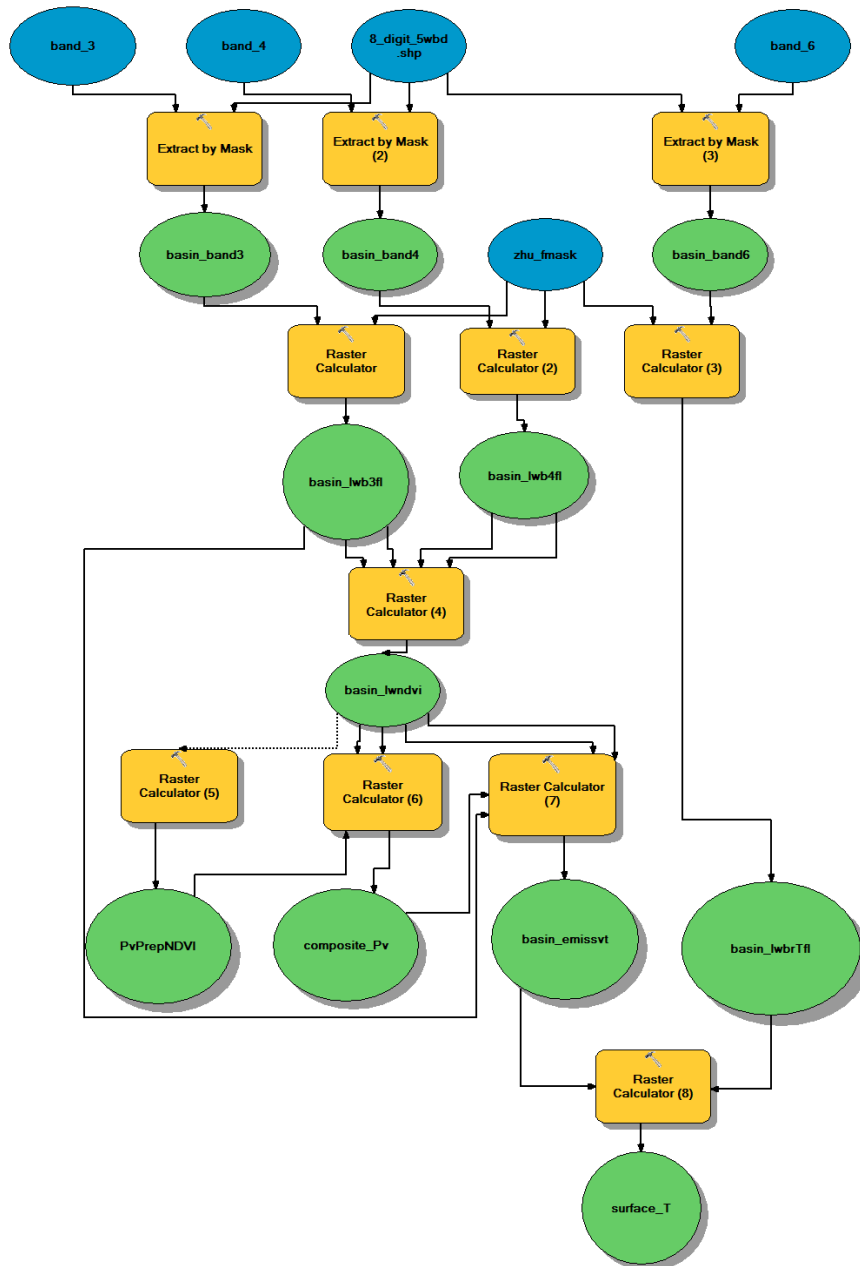 band_3
band_4
8_digit_5wbd
.shp
band_6
Extract by Mask
Extract by Mask
(2)
Extract by Mask
(3)
basin_band3
basin_band4
zhu_fmask
basin_band6
Raster
Calculator
Raster
Calculator (2)
Raster
Calculator (3)
basin_lwb3fl
basin_lwb4fl
Raster
Calculator (4)
basin_lwndvi
Raster
Calculator (5)
Raster
Calculator (6)
Raster Calculator
(7)
PvPrepNDVI
composite_Pv
basin_emissvt
basin_lwbrTfl
Raster
Calculator (8)
surface_T